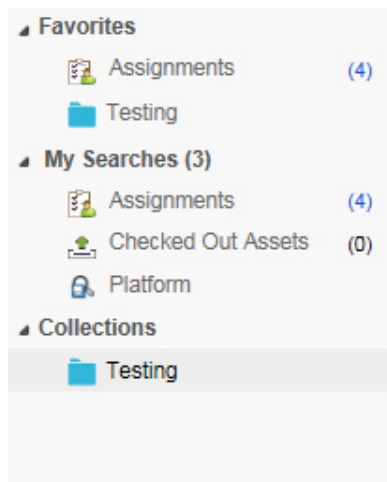 Favorites
Assignments (4)
Testing
My Searches (3)
Assignments (4)
Checked Out Assets (0)
Platform
Collections
Testing